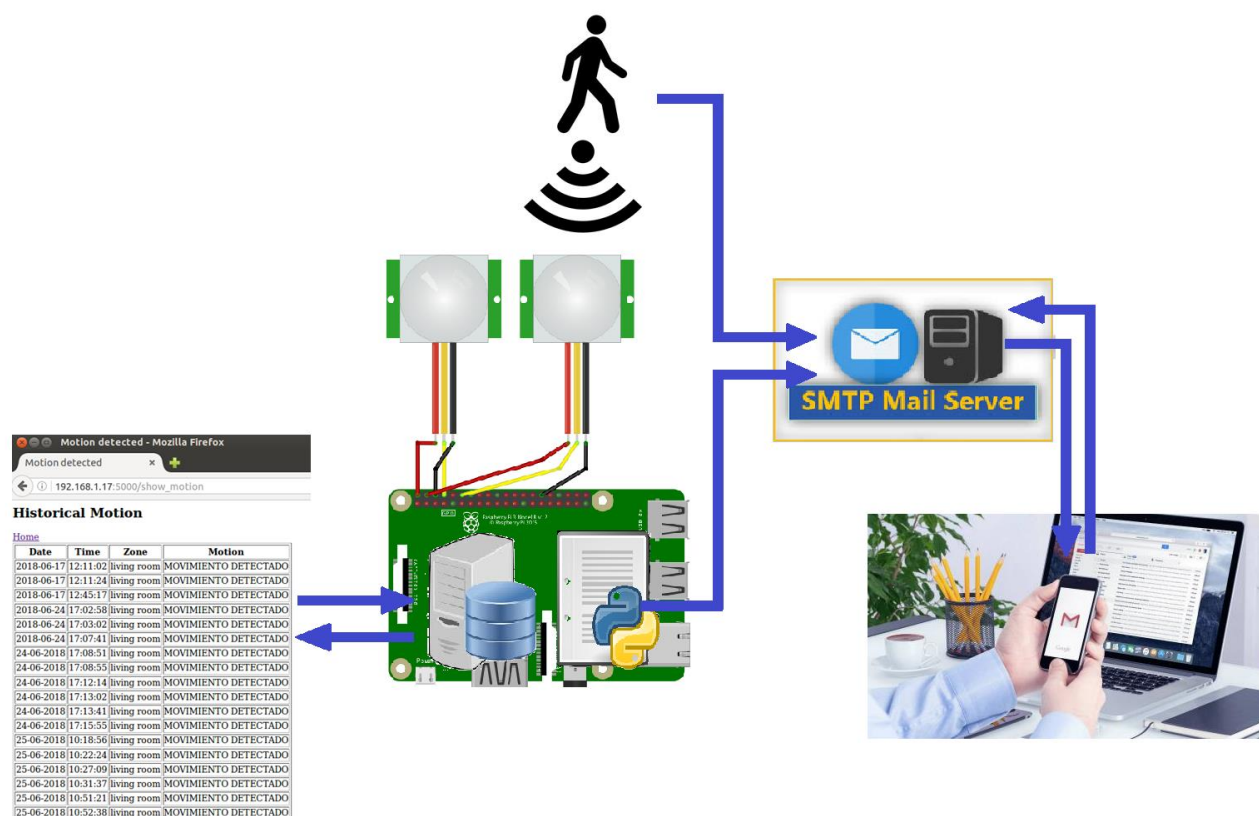 SMTP Mail Server
Motion detected - Mozilla Firefox
Motion detected ×
192.168.1.17:5000/show_motion
Historical Motion
Home
Date Time Zone Motion
2018-06-17 12:11:02 living room MOVIMIENTO DETECTADO
2018-06-17 12:11:24 living room MOVIMIENTO DETECTADO
2018-06-17 12:45:17 living room MOVIMIENTO DETECTADO
2018-06-24 17:02:58 living room MOVIMIENTO DETECTADO
2018-06-24 17:03:02 living room MOVIMIENTO DETECTADO
2018-06-24 17:07:41 living room MOVIMIENTO DETECTADO
24-06-2018 17:08:51 living room MOVIMIENTO DETECTADO
24-06-2018 17:08:55 living room MOVIMIENTO DETECTADO
24-06-2018 17:12:14 living room MOVIMIENTO DETECTADO
24-06-2018 17:13:02 living room MOVIMIENTO DETECTADO
24-06-2018 17:13:41 living room MOVIMIENTO DETECTADO
24-06-2018 17:15:55 living room MOVIMIENTO DETECTADO
25-06-2018 10:18:56 living room MOVIMIENTO DETECTADO
25-06-2018 10:22:24 living room MOVIMIENTO DETECTADO
25-06-2018 10:27:09 living room MOVIMIENTO DETECTADO
25-06-2018 10:31:37 living room MOVIMIENTO DETECTADO
25-06-2018 10:51:21 living room MOVIMIENTO DETECTADO
25-06-2018 10:52:38 living room MOVIMIENTO DETECTADO
Raspberry Pi 3 Model B v1.2
© Raspberry Pi 2015
Google